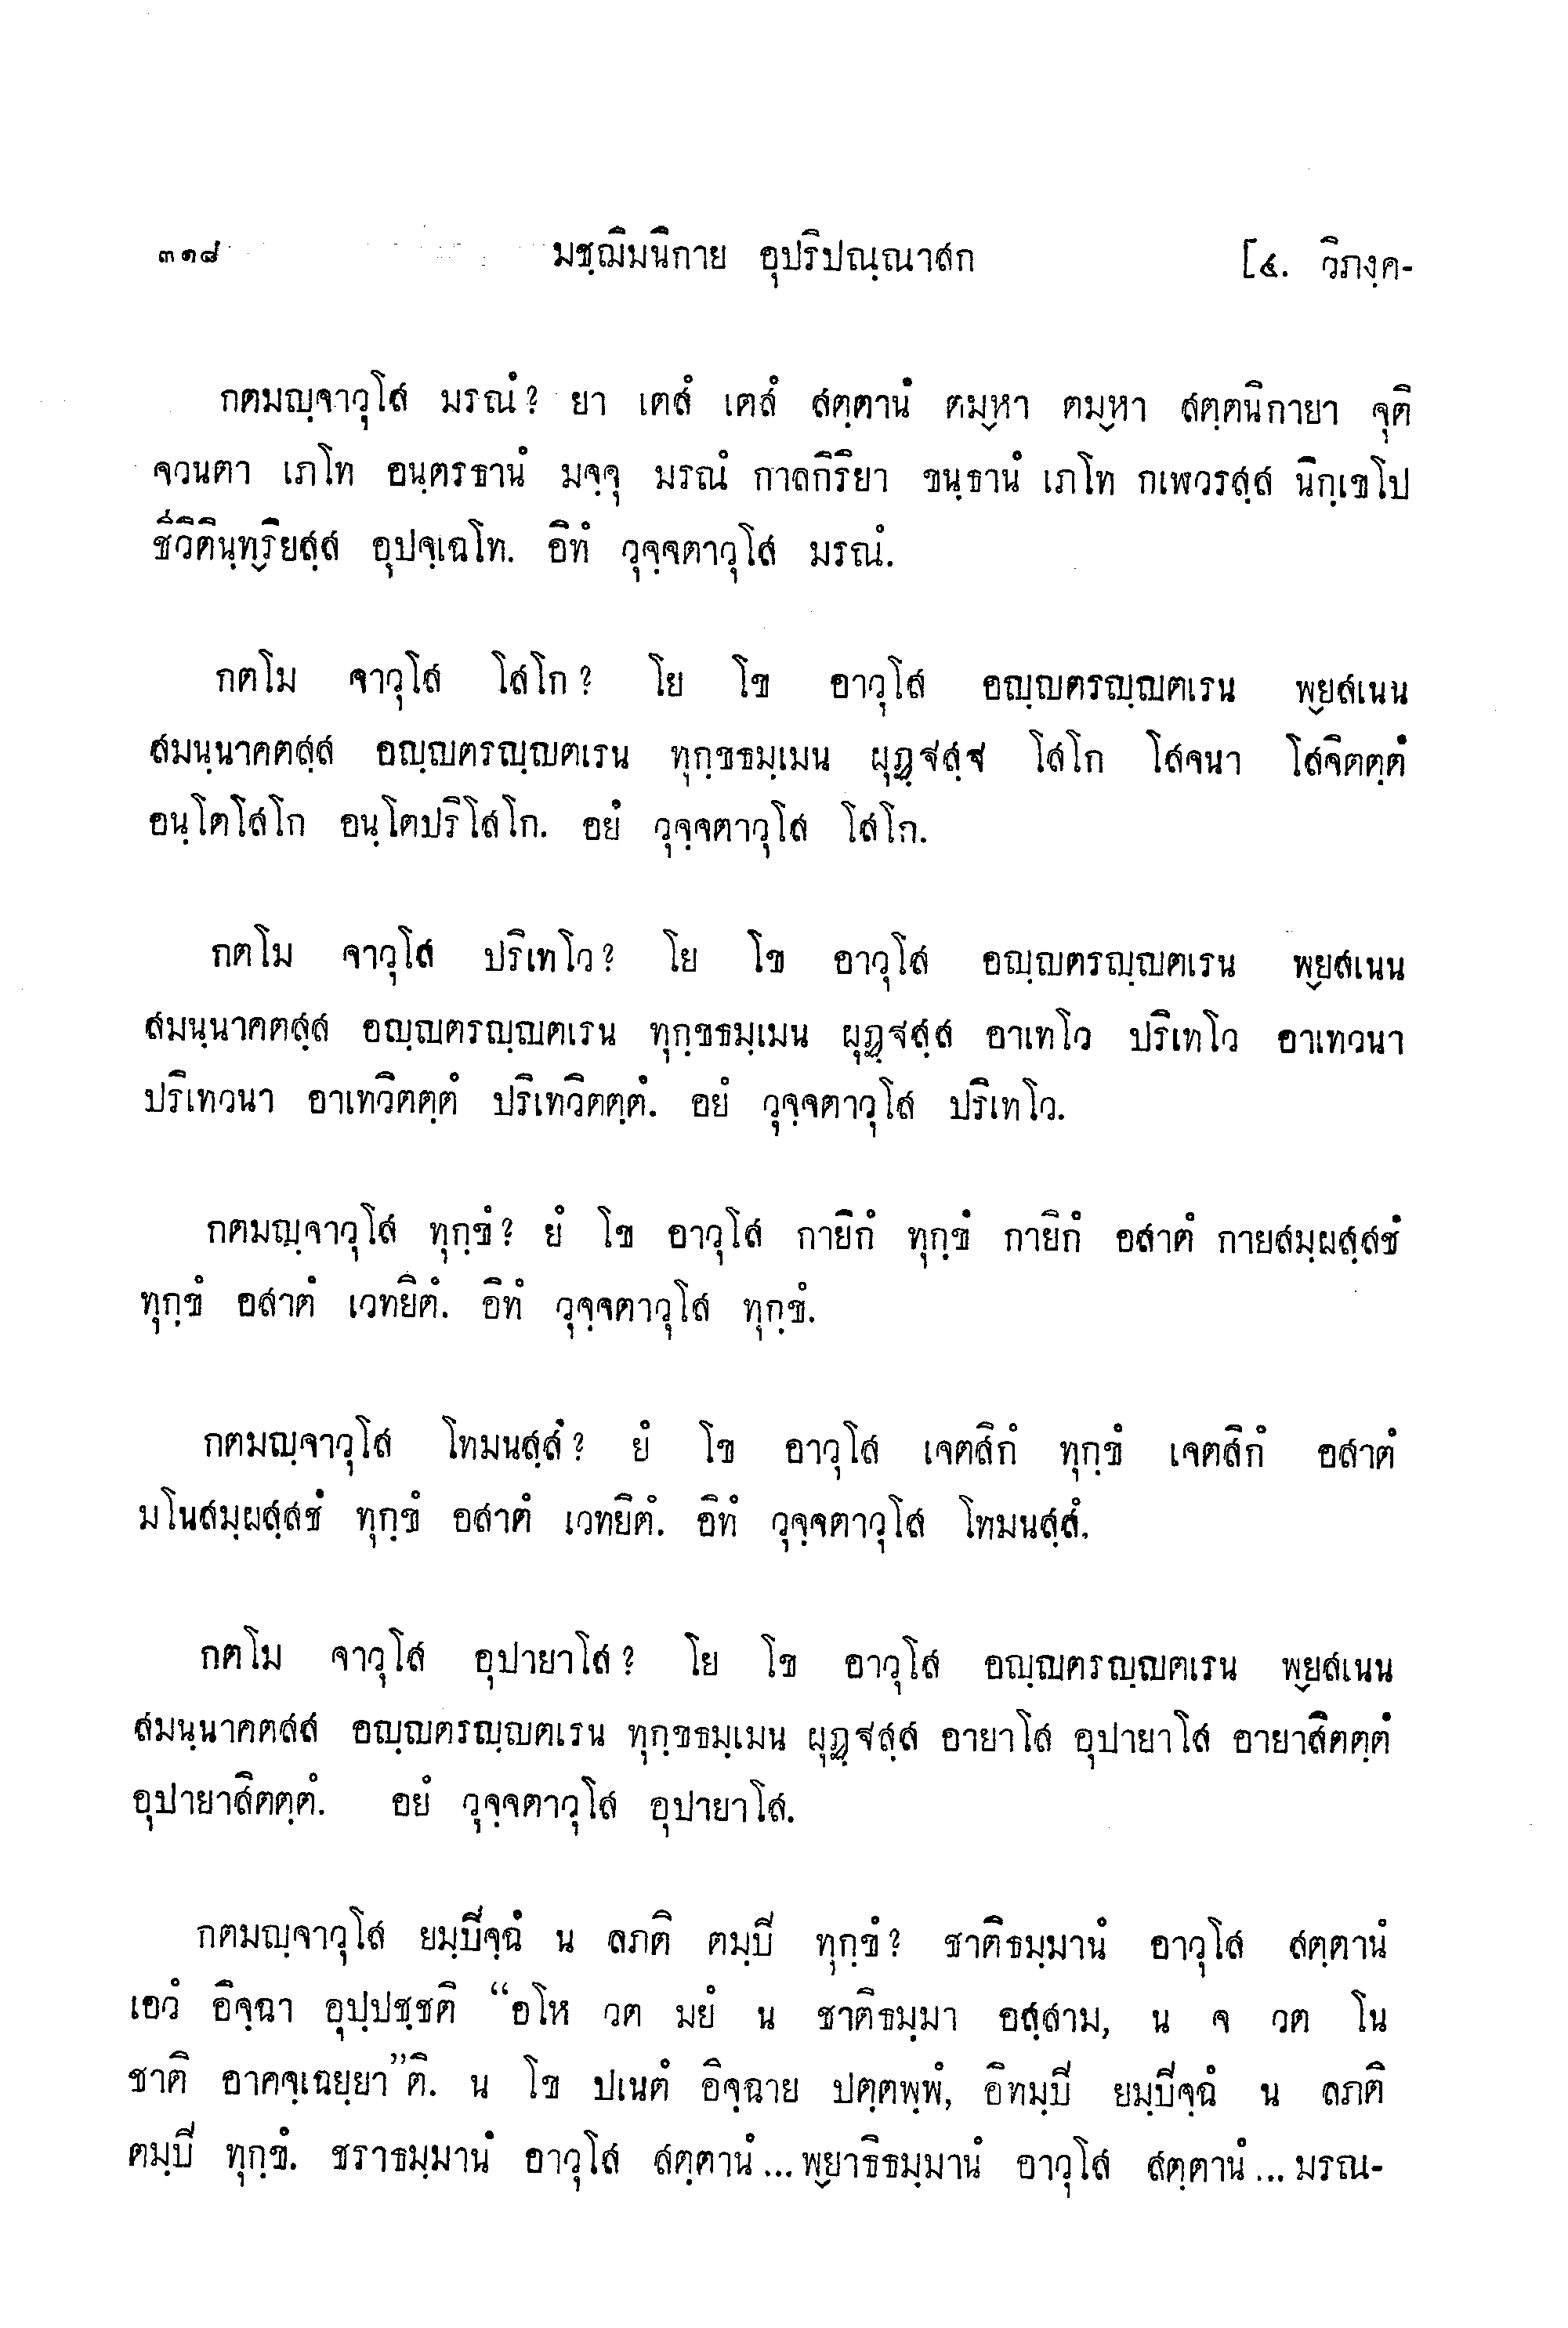 ๓๑๘ มชฺฌิมนิกาย อุปริปณฺณาสก [๔. วิภงฺค-
กตมญฺจาวุโส มรณํ? ยา เตสํ เตสํ สตฺตานํ ตมฺหา ตมฺหา สตฺตนิกายา จุติ
จวนตา เภโท อนฺตรธานํ มจฺจุ มรณํ กาลกิริยา ขนฺธานํ เภโท กเฬวรสฺส นิกฺเขโป
ชีวิตินฺทฺริยสฺส อุปจฺเฉโท. อิทํ วุจฺจตาวุโส มรณํ.
กตโม จาวุโส โสโก? โย โข อาวุโส อญฺญตรญฺญตเรน พฺยสเนน
สมนฺนาคตสฺส อญฺญตรญฺญตเรน ทุกฺขธมฺเมน ผุฏฺฐสฺส โสโก โสจนา โสจิตตฺตํ
อนฺโตโสโก อนฺโตปริโสโก. อยํ วุจฺจตาวุโส โสโก.
กตโม จาวุโส ปริเทโว? โย โข อาวุโส อญฺญตรญฺญตเรน พฺยสเนน
สมนฺนาคตสฺส อญฺญตรญฺญตเรน ทุกฺขธมฺเมน ผุฏฺฐสฺส อาเทโว ปริเทโว อาเทวนา
ปริเทวนา อาเทวิตตฺตํ ปริเทวิตตฺตํ. อยํ วุจฺจตาวุโส ปริเทโว.
กตมญฺจาวุโส ทุกฺขํ? ยํ โข อาวุโส กายิกํ ทุกฺขํ กายิกํ อสาตํ กายสมฺผสฺสชํ
ทุกฺขํ อสาตํ เวทยิตํ. อิทํ วุจฺจตาวุโส ทุกฺขํ.
กตมญฺจาวุโส โทมนสฺสํ? ยํ โข อาวุโส เจตสิกํ ทุกฺขํ เจตสิกํ อสาตํ
มโนสมฺผสฺสชํ ทุกฺขํ อสาตํ เวทยิตํ. อิทํ วุจฺจตาวุโส โทมนสฺสํ.
กตโม จาวุโส อุปายาโส? โย โข อาวุโส อญฺญตรญฺญตเรน พฺยสเนน
สมนฺนาคตสฺส อญฺญตรญฺญตเรน ทุกฺขธมฺเมน ผุฏฺฐสฺส อายาโส อุปายาโส อายาสิตตฺตํ
อุปายาสิตตฺตํ. อยํ วุจฺจตาวุโส อุปายาโส.
กตมญฺจาวุโส ยมฺปีจฺฉํ น ลภติ ตมฺปี ทุกฺขํ? ชาติธมฺมานํ อาวุโส สตฺตานํ
เอวํ อิจฺฉา อุปฺปชฺชติ “อโห วต มยํ น ชาติธมฺมา อสฺสาม, น จ วต โน
ชาติ อาคจฺเฉยฺยา”ติ. น โข ปเนตํ อิจฺฉาย ปตฺตพฺพํ, อิทมฺปี ยมฺปีจฺฉํ น ลภติ
ตมฺปี ทุกฺขํ. ชราธมฺมานํ อาวุโส สตฺตานํ...พฺยาธิธมฺมานํ อาวุโส สตฺตานํ...มรณ-